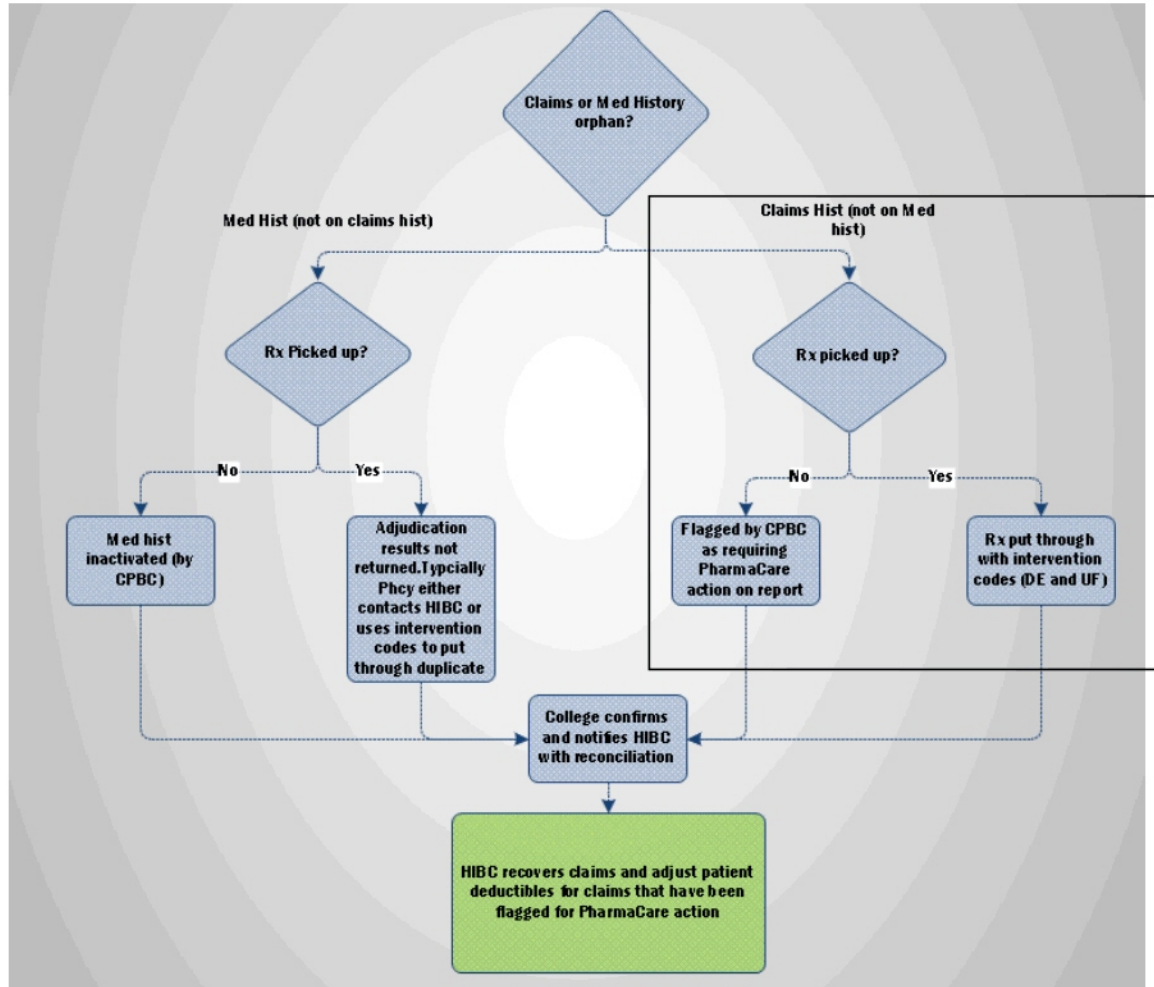 Claims or Med History
orphan?
Med Hist (not on claims hist)
Claims Hist (not on Med
hist)
Rx Picked up?
Rx picked up?
No
Yes
No
Yes
Med hist
inactivated (by
CPBC)
Adjudication
results not
returned.Typcially
Phcy either
contacts HIBC or
uses intervention
codes to put
through duplicate
Flagged by CPBC
as requiring
PharmaCare
action on report
Rx put through
with intervention
codes (DE and UF)
College confirms
and notifies HIBC
with reconciliation
HIBC recovers claims and adjust patient
deductibles for claims that have been
flagged for PharmaCare action